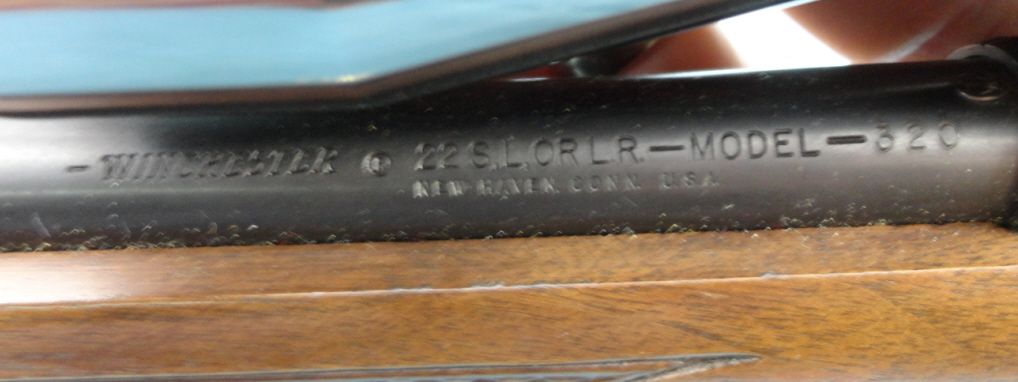 -WINCHESTER ® 22 S.L.OR L.R.—MODEL—320
NEW HAVEN. CONN. U.S.A.